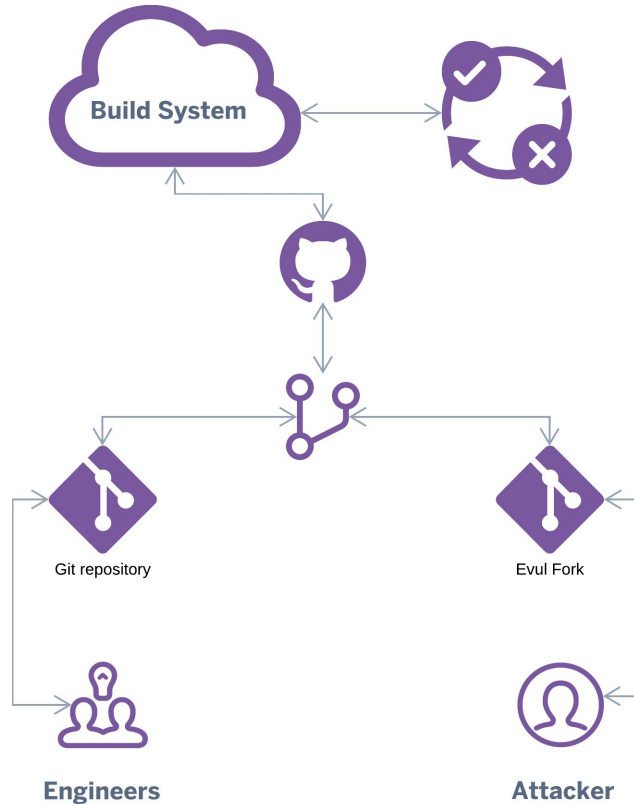 Build System
Git repository
Evul Fork
Engineers
Attacker